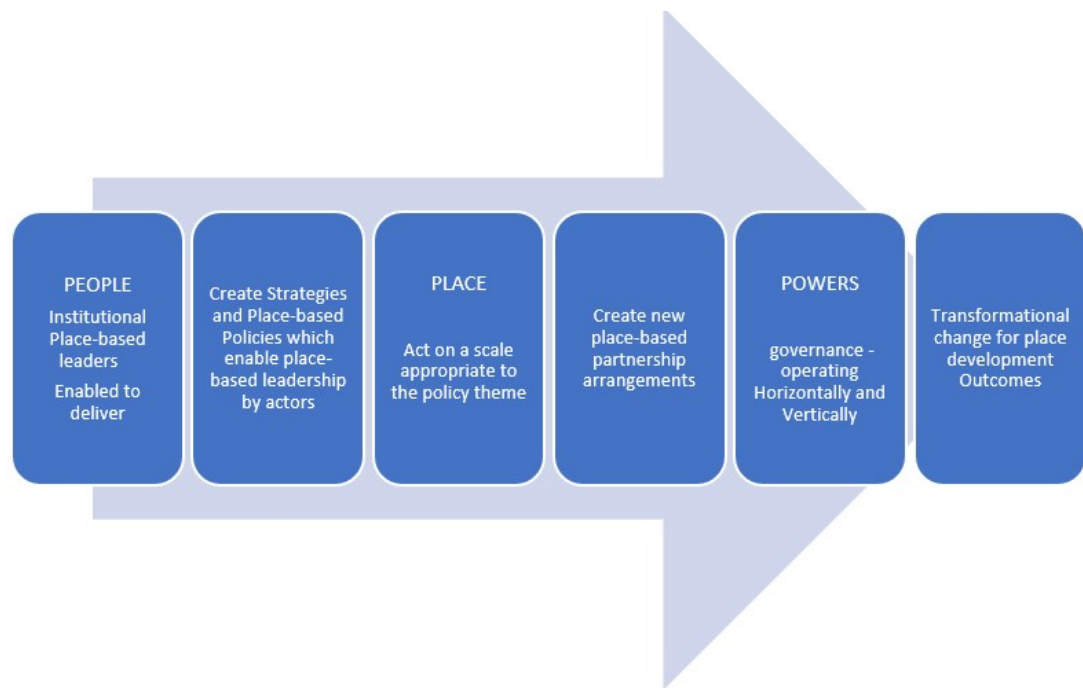 PEOPLE
Institutional
Place-based
leaders
Enabled to
deliver
Create Strategies
and Place-based
Policies which
enable place-
based leadership
by actors
PLACE
Act on a scale
appropriate to
the policy theme
Create new
place-based
partnership
arrangements
POWERS
governance -
operating
Horizontally and
Vertically
Transformational
change for place
development
Outcomes